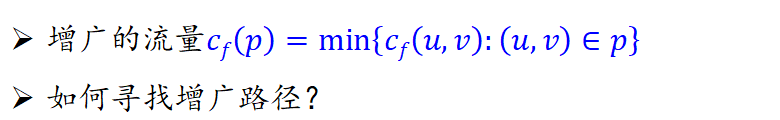 ➢ 增广的流量c_f(p) = min{c_f(u, v): (u, v) ∈ p}
➢ 如何寻找增广路径?